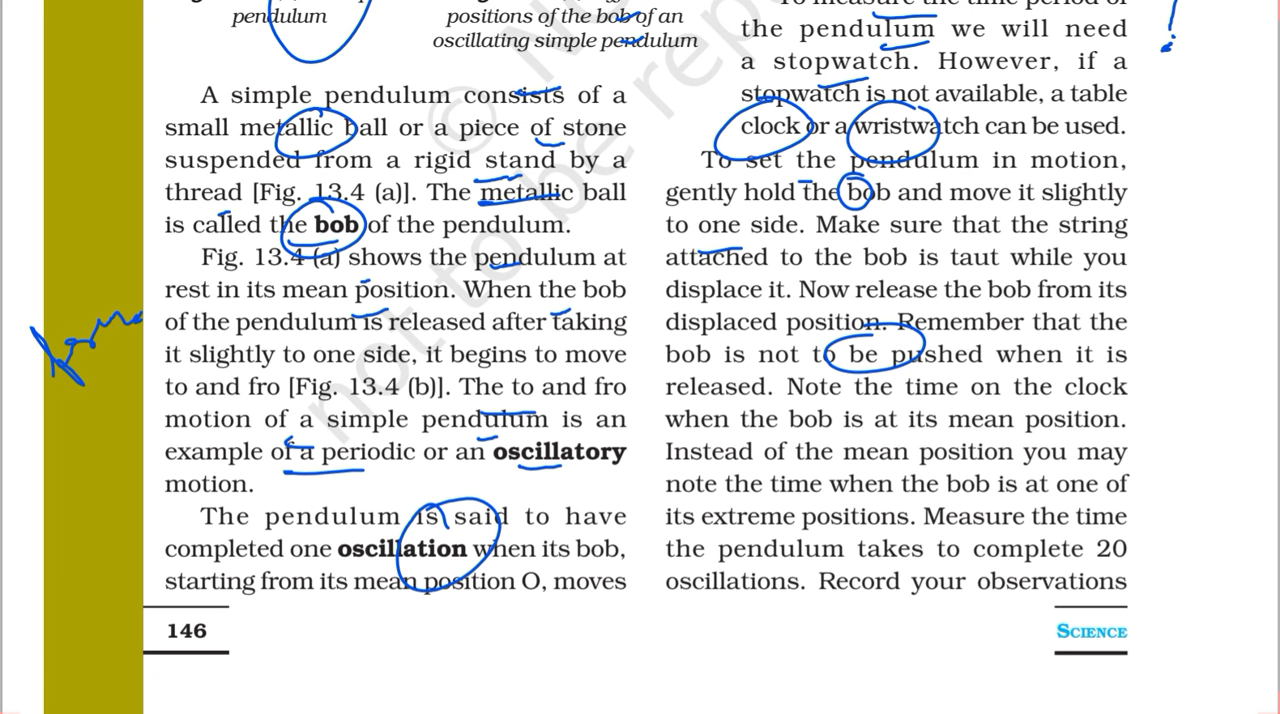 pendulum
positions of the bob of an
oscillating simple pendulum
A simple pendulum consists of a
small metallic ball or a piece of stone
suspended from a rigid stand by a
thread [Fig. 13.4 (a)]. The metallic ball
is called the bob of the pendulum.
Fig. 13.4 (a) shows the pendulum at
rest in its mean position. When the bob
of the pendulum is released after taking
it slightly to one side, it begins to move
to and fro [Fig. 13.4 (b)]. The to and fro
motion of a simple pendulum is an
example of a periodic or an oscillatory
motion.
The pendulum is said to have
completed one oscillation when its bob,
starting from its mean position O, moves
To measure the time period of
the pendulum we will need
a stopwatch. However, if a
stopwatch is not available, a table
clock or a wristwatch can be used.
To set the pendulum in motion,
gently hold the bob and move it slightly
to one side. Make sure that the string
attached to the bob is taut while you
displace it. Now release the bob from its
displaced position. Remember that the
bob is not to be pushed when it is
released. Note the time on the clock
when the bob is at its mean position.
Instead of the mean position you may
note the time when the bob is at one of
its extreme positions. Measure the time
the pendulum takes to complete 20
oscillations. Record your observations
146
SCIENCE
not to be rep